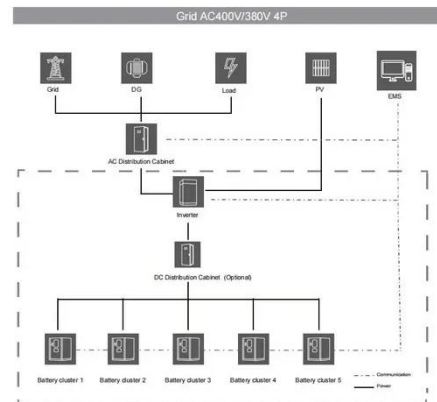 Grid AC400V/380V 4P
Grid
DG
Load
PV
EMS
AC Distribution Cabinet
Inverter
DC Distribution Cabinet (Optional)
Battery cluster 1
Battery cluster 2
Battery cluster 3
Battery cluster 4
Battery cluster 5
Communication
Power